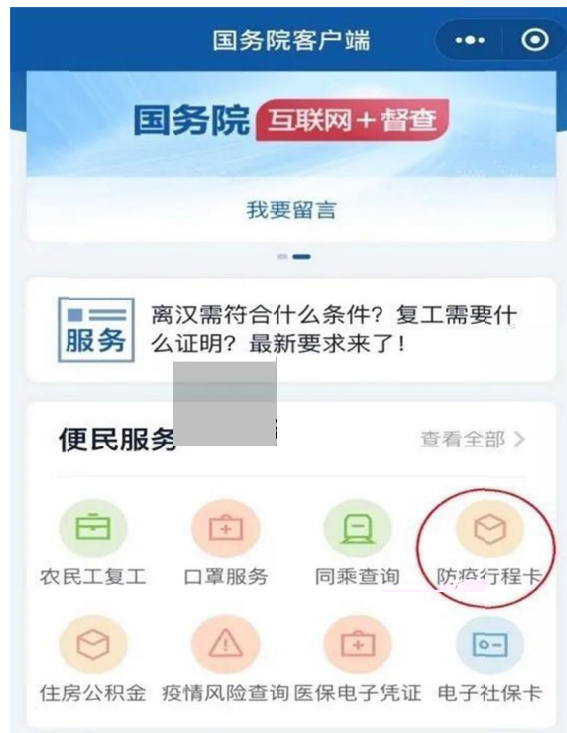 国务院客户端
国务院 互联网+督查
我要留言
服务
离汉需符合什么条件?复工需要什
么证明?最新要求来了!
便民服务
查看全部 >
农民工复工 口罩服务 同乘查询 防疫行程卡
住房公积金 疫情风险查询 医保电子凭证 电子社保卡